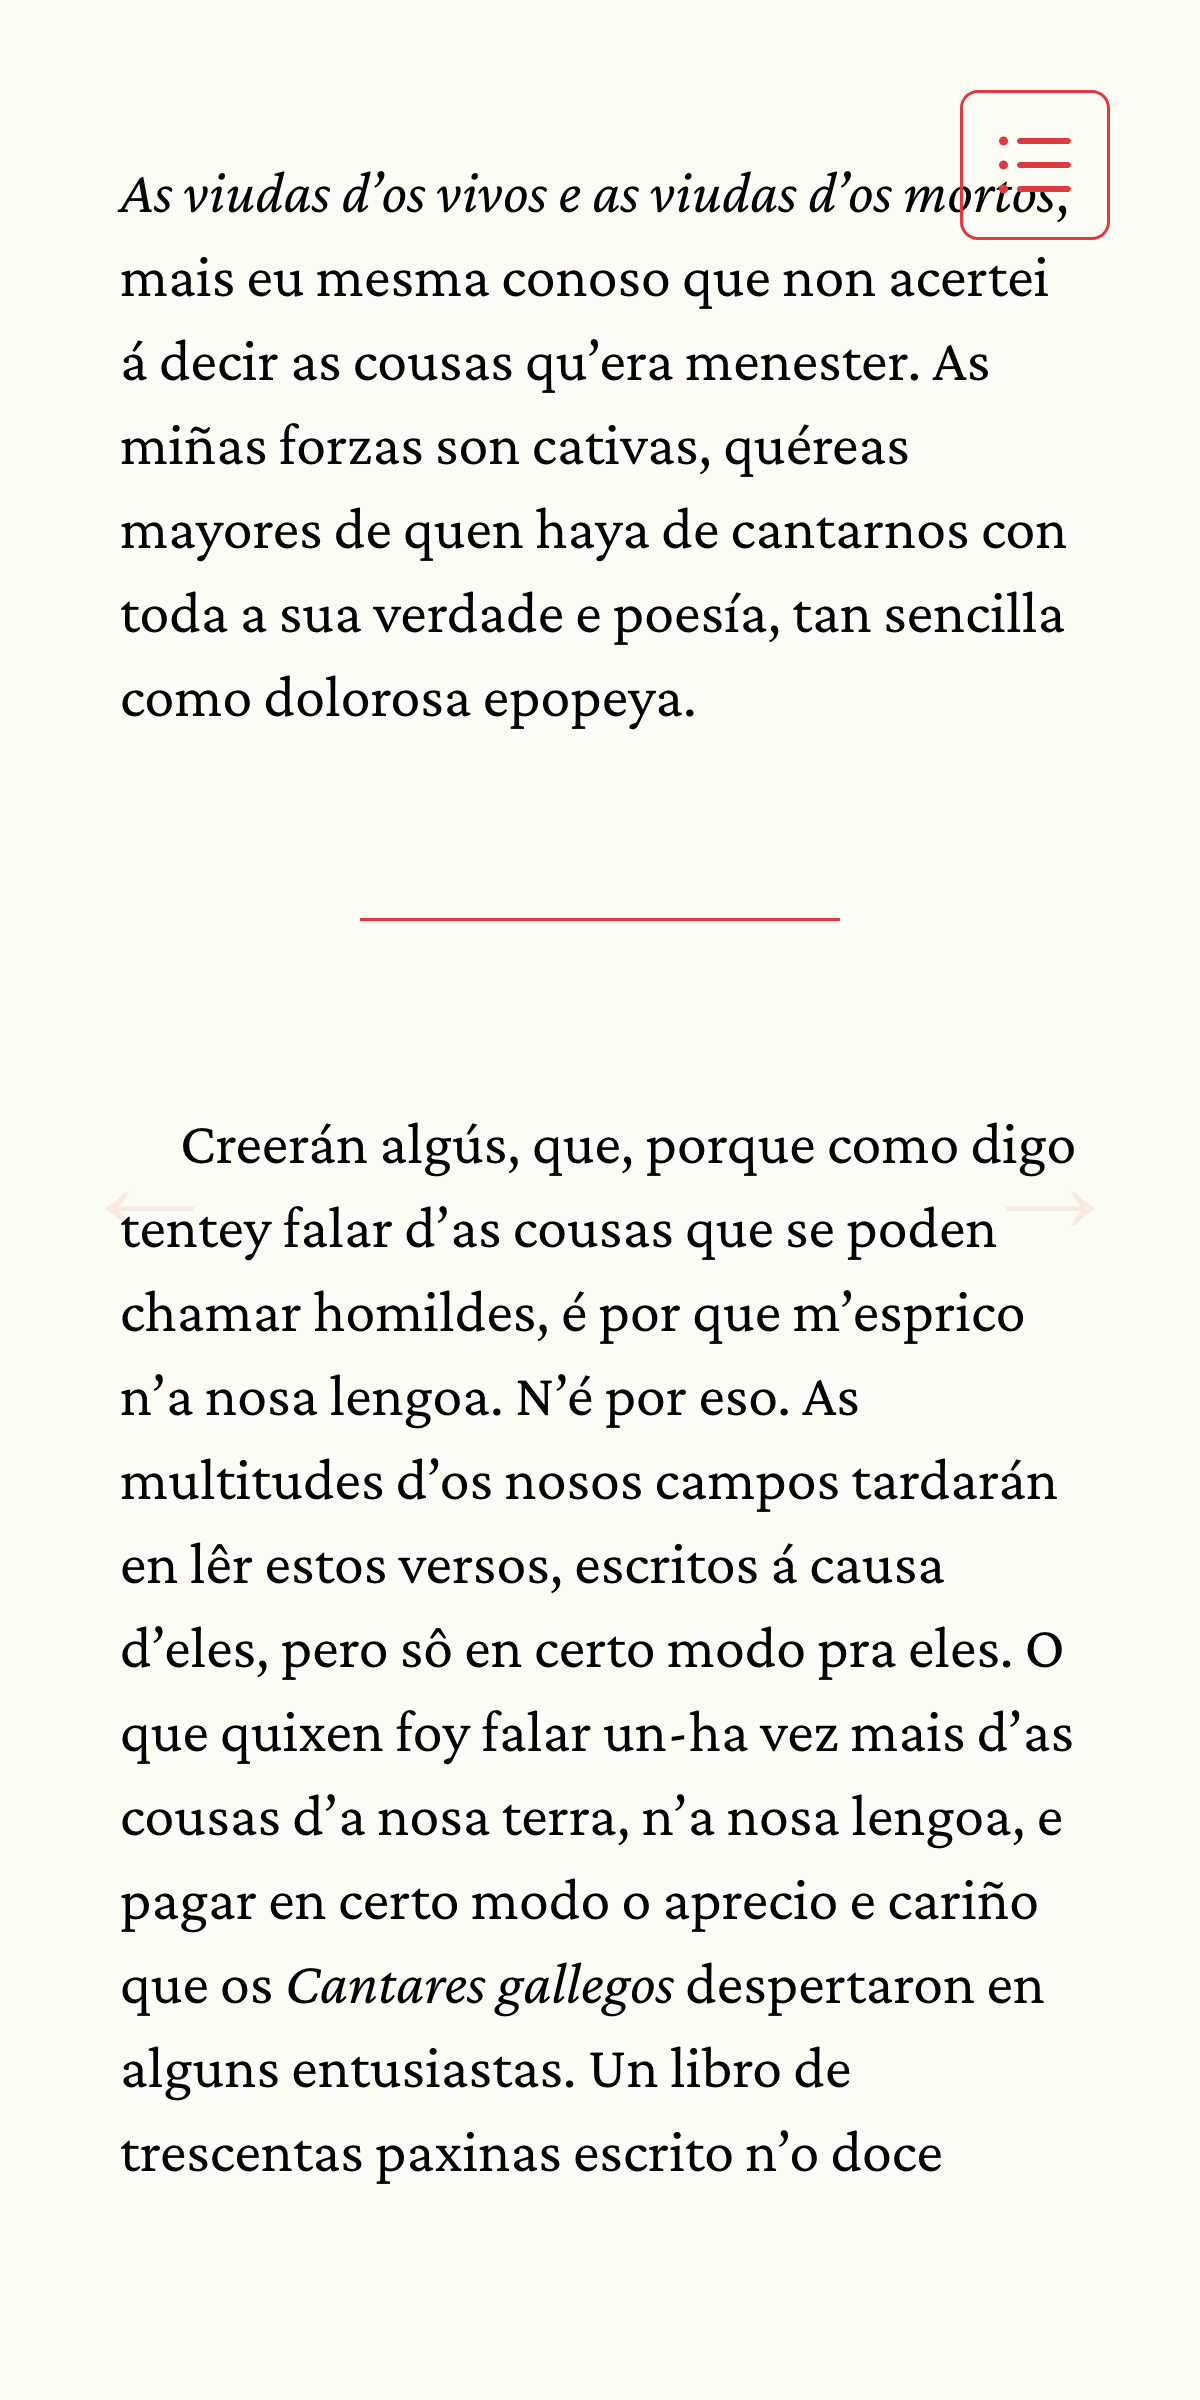 As viudas d’os vivos e as viudas d’os mortos,
mais eu mesma conoso que non acertei
á decir as cousas qu’era menester. As
miñas forzas son cativas, quéreas
mayores de quen haya de cantarnos con
toda a sua verdade e poesía, tan sencilla
como dolorosa epopeya.
Creerán algús, que, porque como digo
tentey falar d’as cousas que se poden
chamar homildes, é por que m’esprico
n’a nosa lengoa. N’é por eso. As
multitudes d’os nosos campos tardarán
en lêr estos versos, escritos á causa
d’eles, pero sô en certo modo pra eles. O
que quixen foy falar un-ha vez mais d’as
cousas d’a nosa terra, n’a nosa lengoa, e
pagar en certo modo o aprecio e cariño
que os Cantares gallegos despertaron en
alguns entusiastas. Un libro de
trescentas paxinas escrito n’o doce